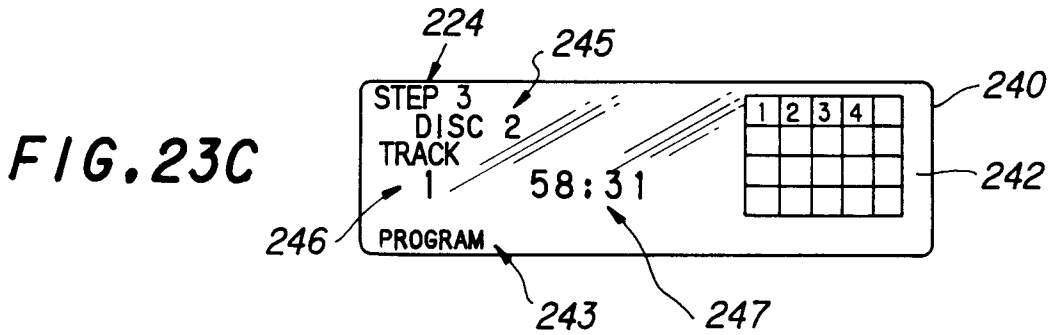 224
245
STEP 3
DISC 2
TRACK
1
58:31
PROGRAM
1 2 3 4
240
242
246
243
247
FIG.23C